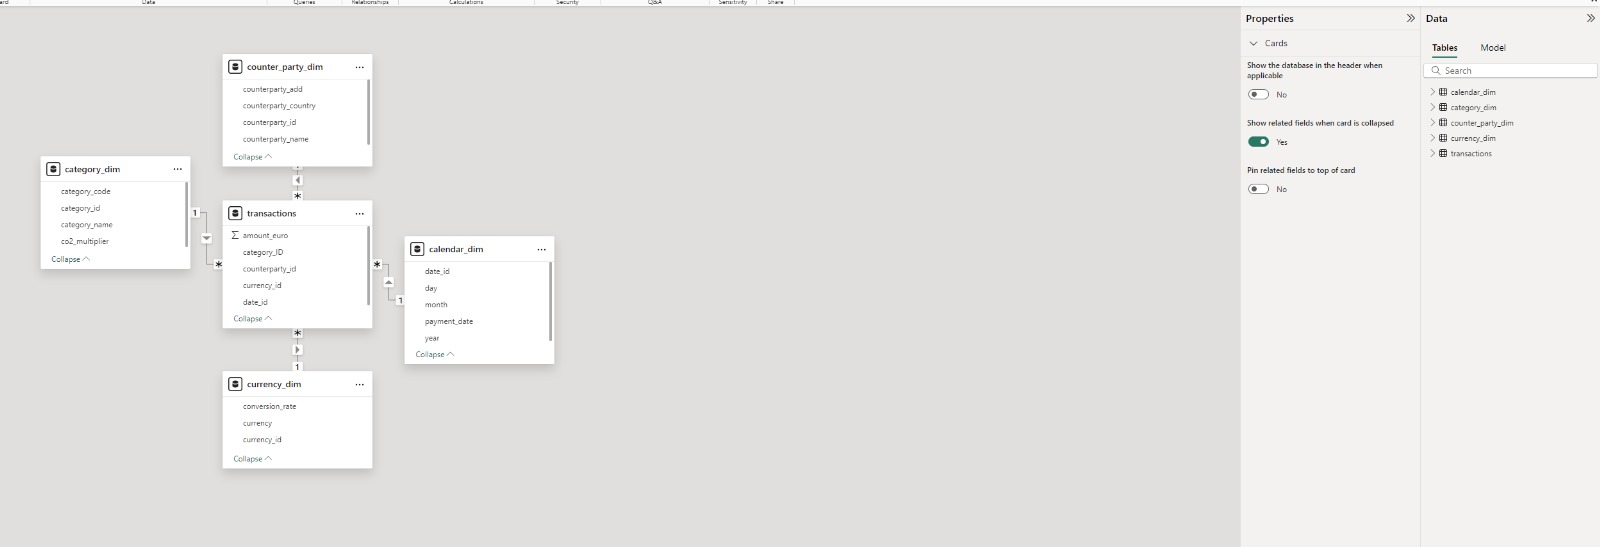 Data
Queries
Relationships
Calculations
Security
Q&A
Sensitivity
Share
counter_party_dim
counterparty_add
counterparty_country
counterparty_id
counterparty_name
Collapse
category_dim
category_code
category_id
category_name
co2_multiplier
Collapse
transactions
amount_euro
category_ID
counterparty_id
currency_id
date_id
Collapse
calendar_dim
date_id
day
month
payment_date
year
Collapse
currency_dim
conversion_rate
currency
currency_id
Collapse
1
*
*
*
1
*
1
Properties
Cards
Show the database in the header when
applicable
No
Show related fields when card is collapsed
Yes
Pin related fields to top of card
No
Data
Tables Model
Search
calendar_dim
category_dim
counter_party_dim
currency_dim
transactions